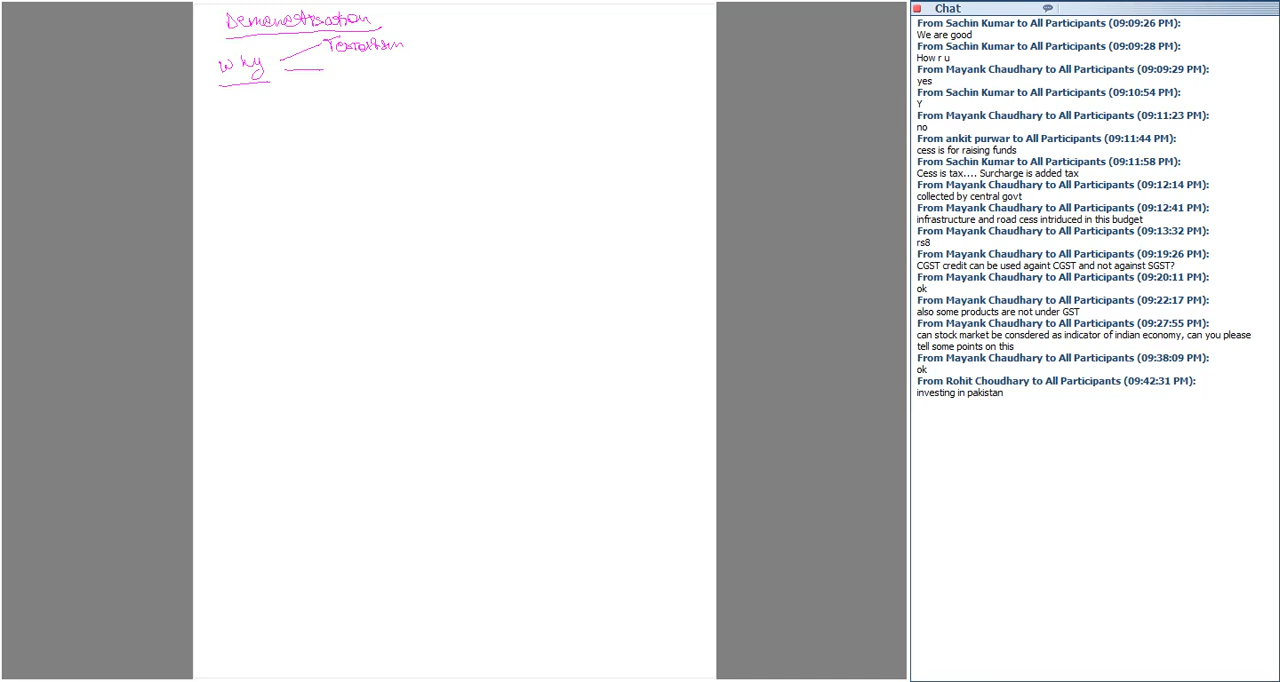 Demonetisation
Terrorism
Why
Chat
From Sachin Kumar to All Participants (09:09:26 PM):
We are good
From Sachin Kumar to All Participants (09:09:28 PM):
How r u
From Mayank Chaudhary to All Participants (09:09:29 PM):
yes
From Sachin Kumar to All Participants (09:10:54 PM):
Y
From Mayank Chaudhary to All Participants (09:11:23 PM):
no
From ankit purwar to All Participants (09:11:44 PM):
cess is for raising funds
From Sachin Kumar to All Participants (09:11:58 PM):
Cess is tax.... Surcharge is added tax
From Mayank Chaudhary to All Participants (09:12:14 PM):
collected by central govt
From Mayank Chaudhary to All Participants (09:12:41 PM):
infrastructure and road cess intriduced in this budget
From Mayank Chaudhary to All Participants (09:13:32 PM):
rs8
From Mayank Chaudhary to All Participants (09:19:26 PM):
CGST credit can be used againt CGST and not against SGST?
From Mayank Chaudhary to All Participants (09:20:11 PM):
ok
From Mayank Chaudhary to All Participants (09:22:17 PM):
also some products are not under GST
From Mayank Chaudhary to All Participants (09:27:55 PM):
can stock market be consdered as indicator of indian economy, can you please
tell some points on this
From Mayank Chaudhary to All Participants (09:38:09 PM):
ok
From Rohit Choudhary to All Participants (09:42:31 PM):
investing in pakistan